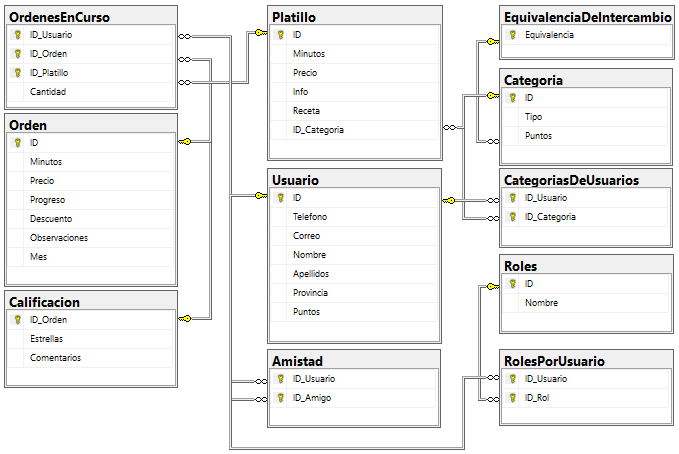 OrdenesEnCurso
ID_Usuario
ID_Orden
ID_Platillo
Cantidad
Orden
ID
Minutos
Precio
Progreso
Descuento
Observaciones
Mes
Calificacion
ID_Orden
Estrellas
Comentarios
Platillo
ID
Minutos
Precio
Info
Receta
ID_Categoria
Usuario
ID
Telefono
Correo
Nombre
Apellidos
Provincia
Puntos
Amistad
ID_Usuario
ID_Amigo
EquivalenciaDeIntercambio
Equivalencia
Categoria
ID
Tipo
Puntos
CategoriasDeUsuarios
ID_Usuario
ID_Categoria
Roles
ID
Nombre
RolesPorUsuario
ID_Usuario
ID_Rol